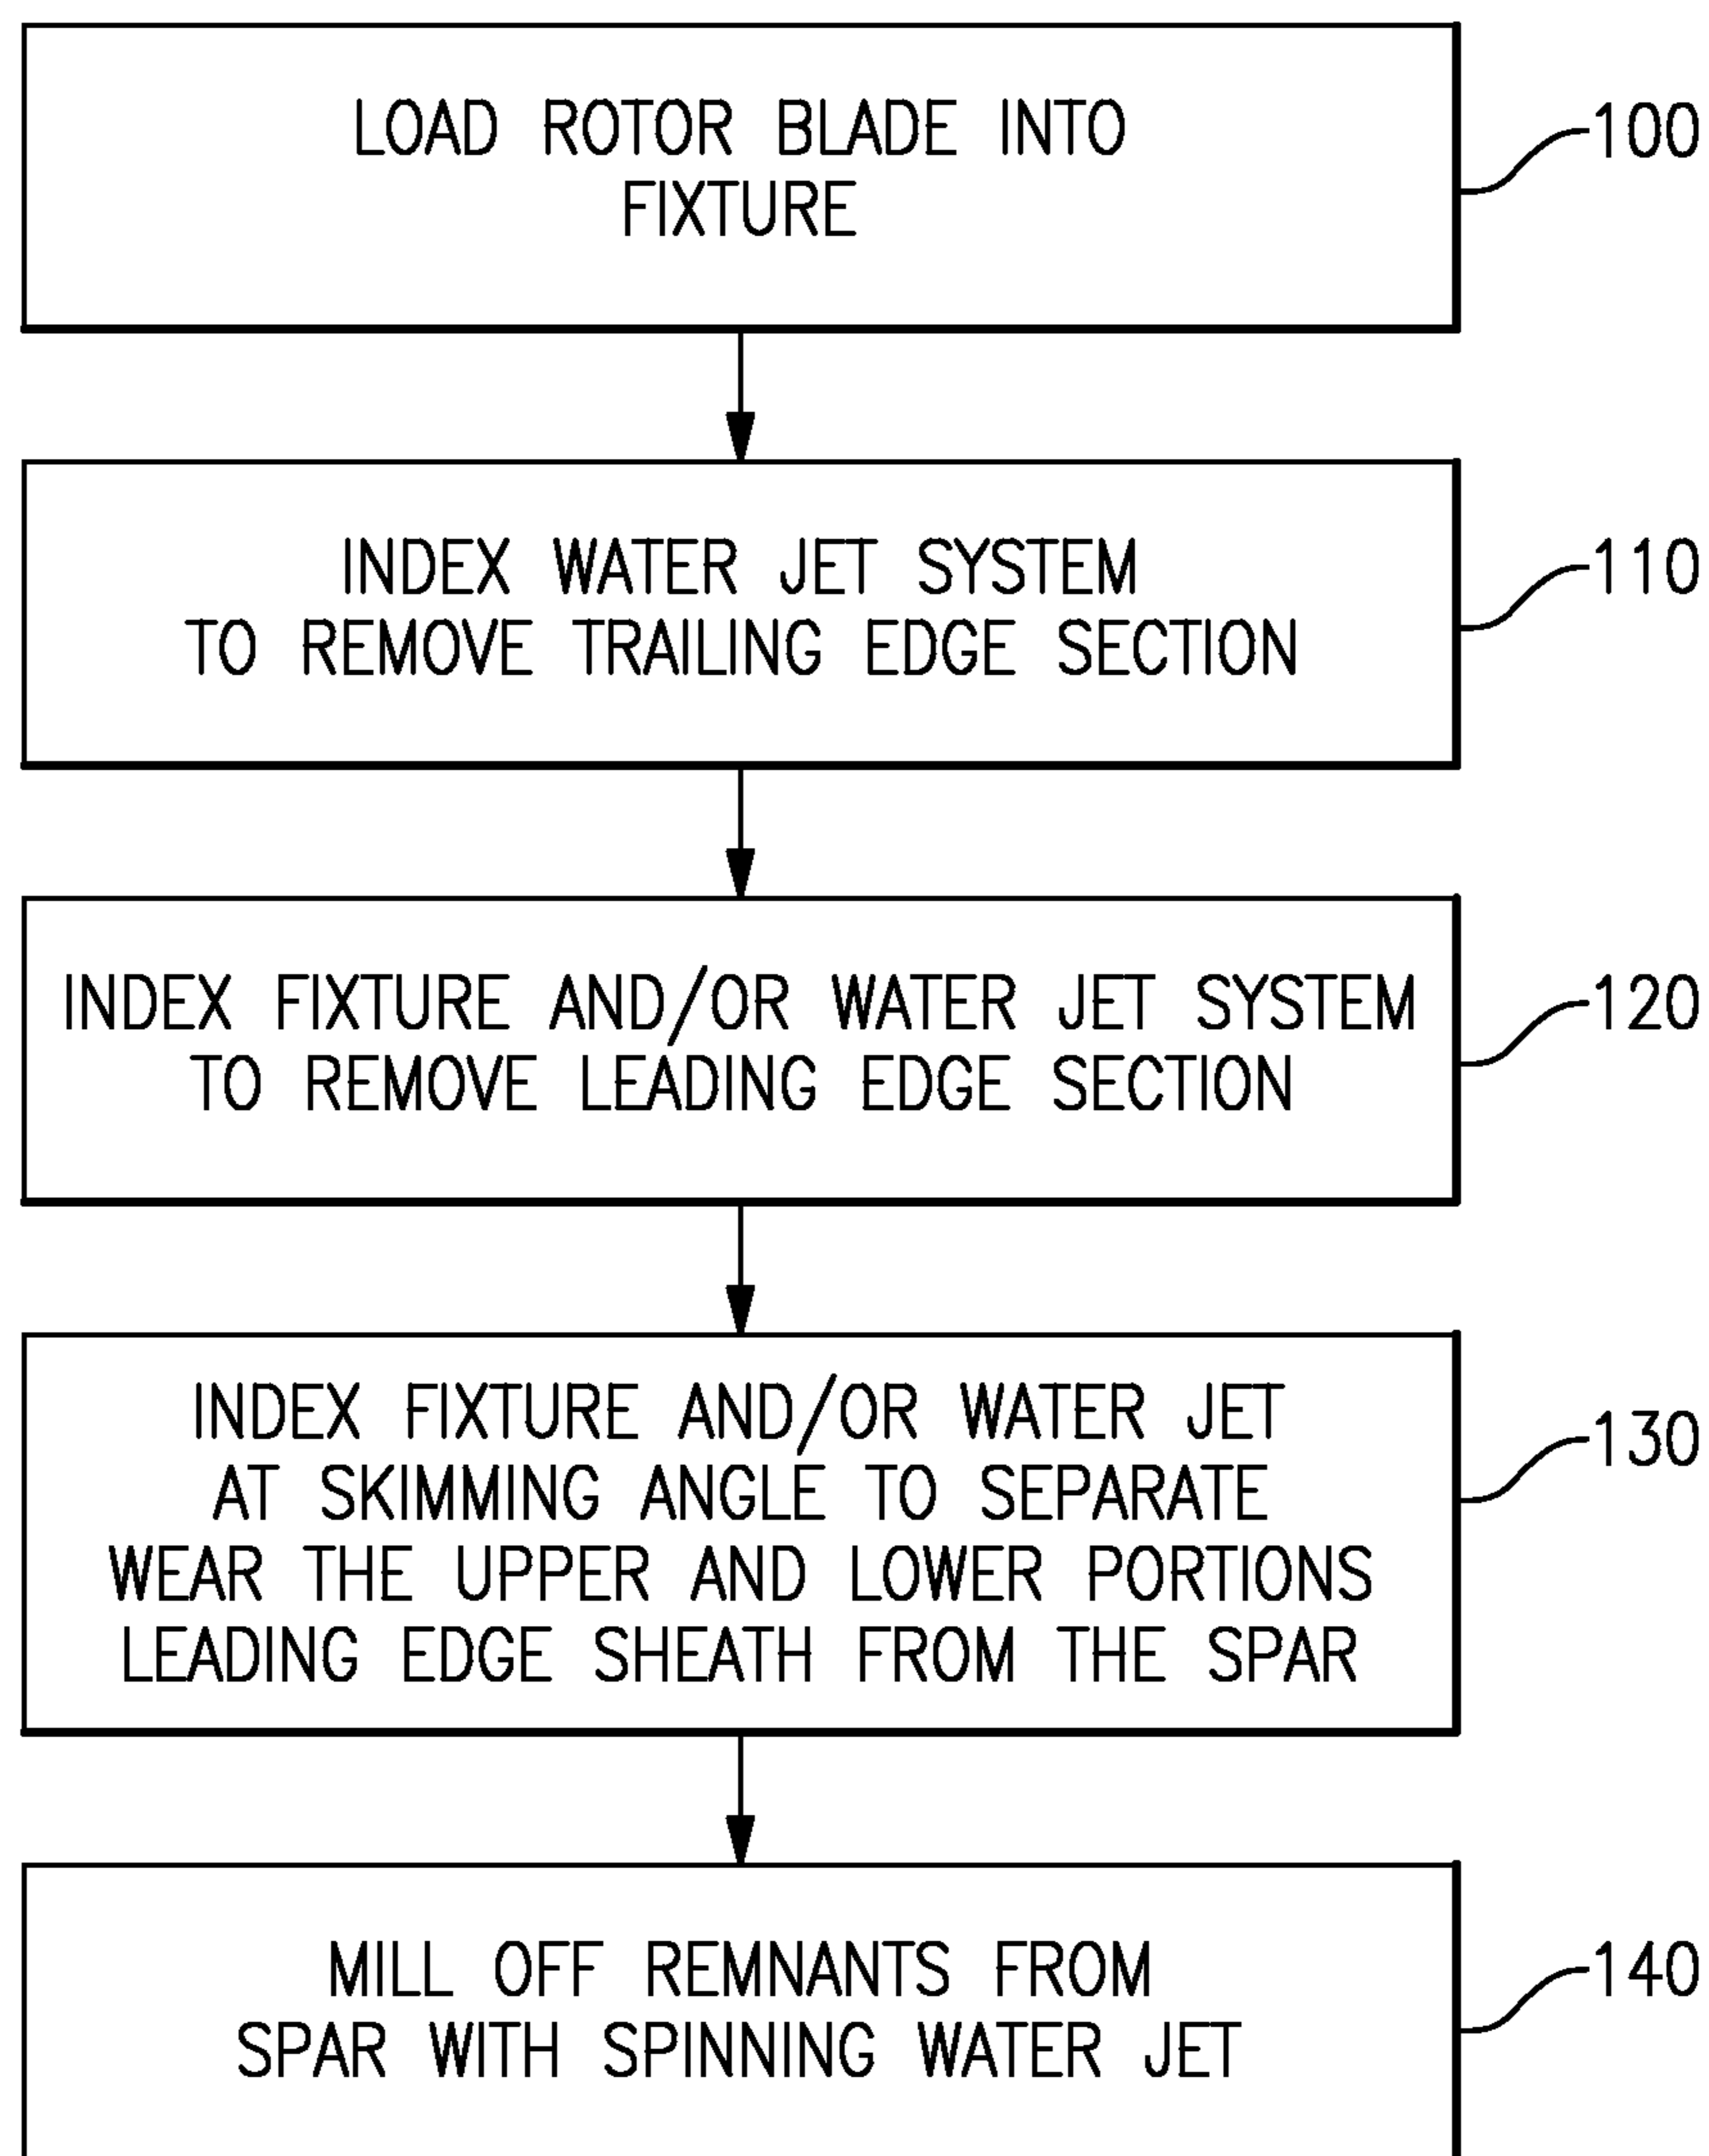 LOAD ROTOR BLADE INTO
FIXTURE
100
INDEX WATER JET SYSTEM
TO REMOVE TRAILING EDGE SECTION
110
INDEX FIXTURE AND/OR WATER JET SYSTEM
TO REMOVE LEADING EDGE SECTION
120
INDEX FIXTURE AND/OR WATER JET
AT SKIMMING ANGLE TO SEPARATE
WEAR THE UPPER AND LOWER PORTIONS
LEADING EDGE SHEATH FROM THE SPAR
130
MILL OFF REMNANTS FROM
SPAR WITH SPINNING WATER JET
140